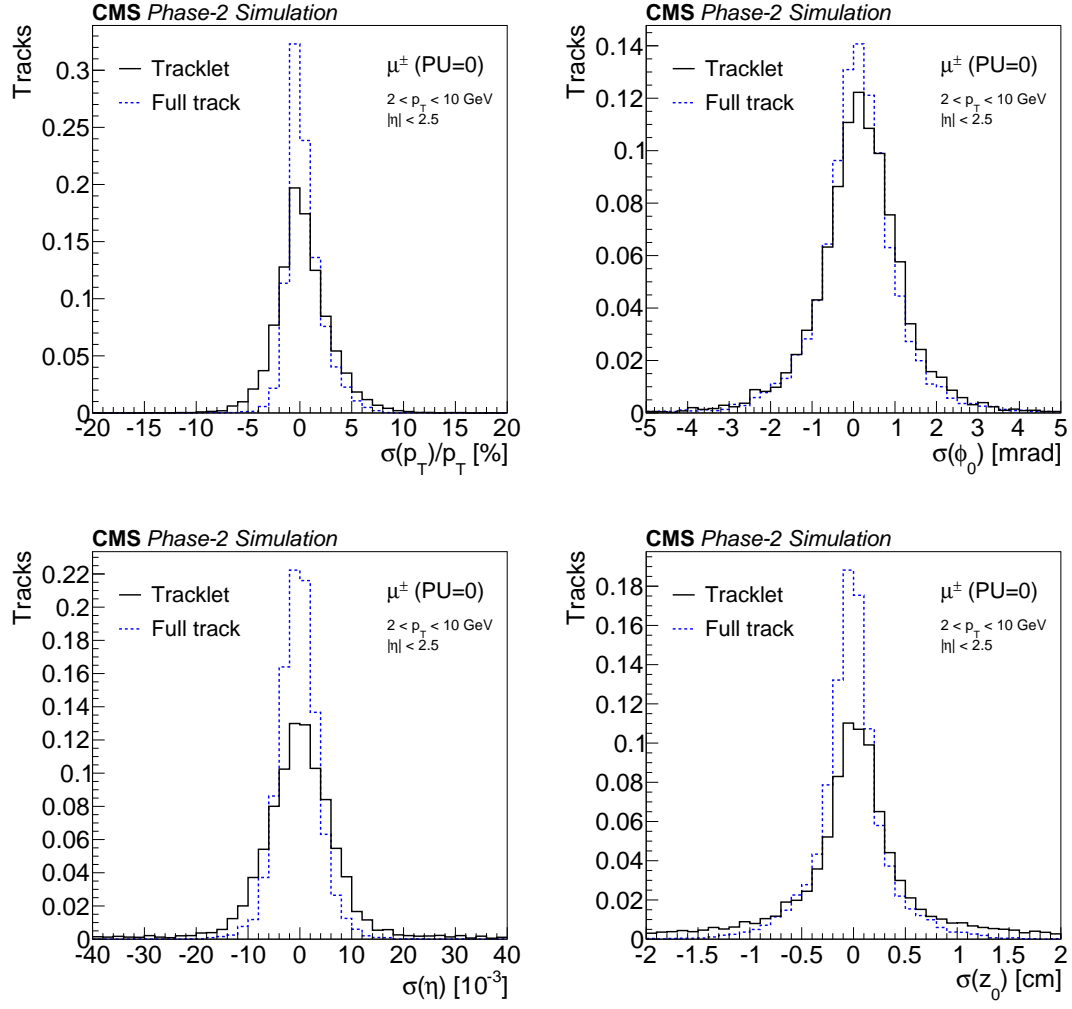 CMS Phase-2 Simulation
Tracks
Tracklet
Full track
μ± (PU=0)
2 < p_T < 10 GeV
|η| < 2.5
0.3
0.25
0.2
0.15
0.1
0.05
0
-20 -15 -10 -5 0 5 10 15 20
σ(p_T)/p_T [%]
CMS Phase-2 Simulation
Tracks
Tracklet
Full track
μ± (PU=0)
2 < p_T < 10 GeV
|η| < 2.5
0.14
0.12
0.1
0.08
0.06
0.04
0.02
0
-5 -4 -3 -2 -1 0 1 2 3 4 5
σ(ϕ_0) [mrad]
CMS Phase-2 Simulation
Tracks
Tracklet
Full track
μ± (PU=0)
2 < p_T < 10 GeV
|η| < 2.5
0.22
0.2
0.18
0.16
0.14
0.12
0.1
0.08
0.06
0.04
0.02
0
-40 -30 -20 -10 0 10 20 30 40
σ(η) [10^-3]
CMS Phase-2 Simulation
Tracks
Tracklet
Full track
μ± (PU=0)
2 < p_T < 10 GeV
|η| < 2.5
0.18
0.16
0.14
0.12
0.1
0.08
0.06
0.04
0.02
0
-2 -1.5 -1 -0.5 0 0.5 1 1.5 2
σ(z_0) [cm]